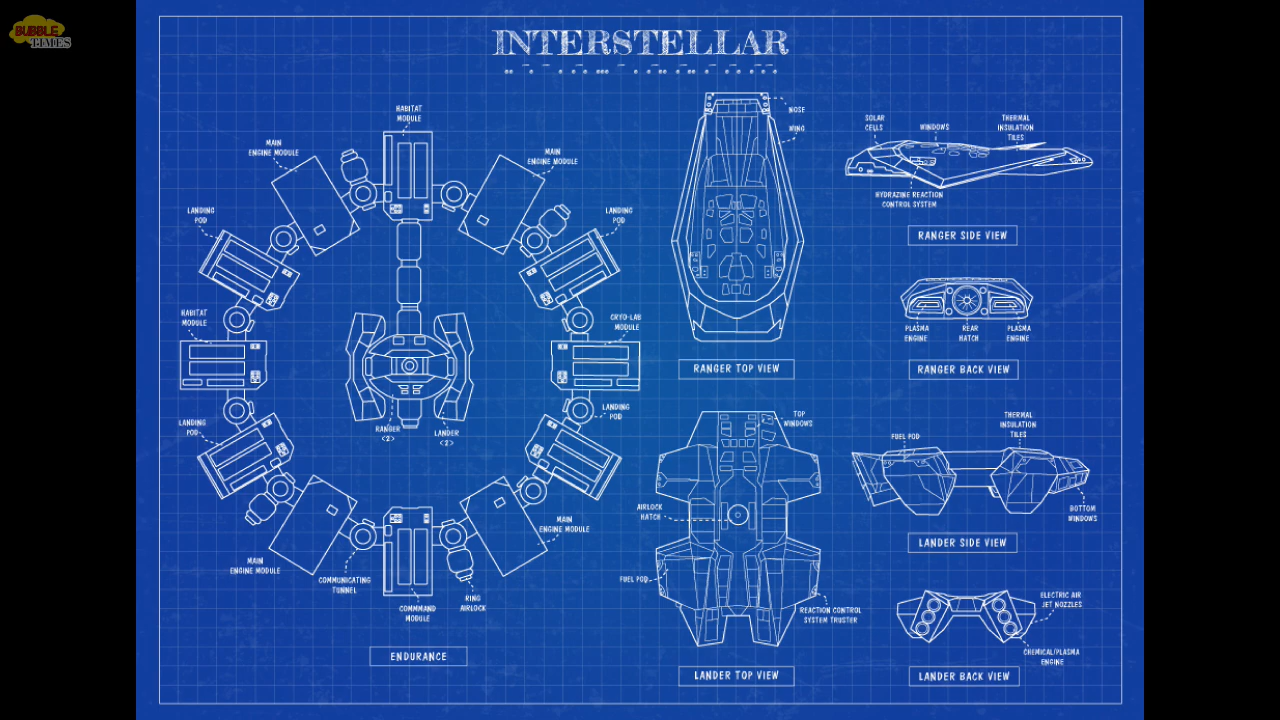 BUBBLE
TIMES
INTERSTELLAR
HABITAT
MODULE
MAIN
ENGINE MODULE
MAIN
ENGINE MODULE
LANDING
POD
LANDING
POD
HABITAT
MODULE
CRYO-LAB
MODULE
LANDING
POD
LANDING
POD
RANGER
<2>
LANDER
<2>
MAIN
ENGINE MODULE
MAIN
ENGINE MODULE
COMMUNICATING
TUNNEL
COMMMAND
MODULE
RING
AIRLOCK
ENDURANCE
NOSE
WING
RANGER TOP VIEW
SOLAR
CELLS
WINDOWS
THERMAL
INSULATION
TILES
HYDRAZINE REACTION
CONTROL SYSTEM
RANGER SIDE VIEW
PLASMA
ENGINE
REAR
HATCH
PLASMA
ENGINE
RANGER BACK VIEW
TOP
WINDOWS
AIRLOCK
HATCH
FUEL POD
REACTION CONTROL
SYSTEM TRUSTER
LANDER TOP VIEW
FUEL POD
THERMAL
INSULATION
TILES
BOTTOM
WINDOWS
LANDER SIDE VIEW
ELECTRIC AIR
JET NOZZLES
CHEMICAL/PLASMA
ENGINE
LANDER BACK VIEW